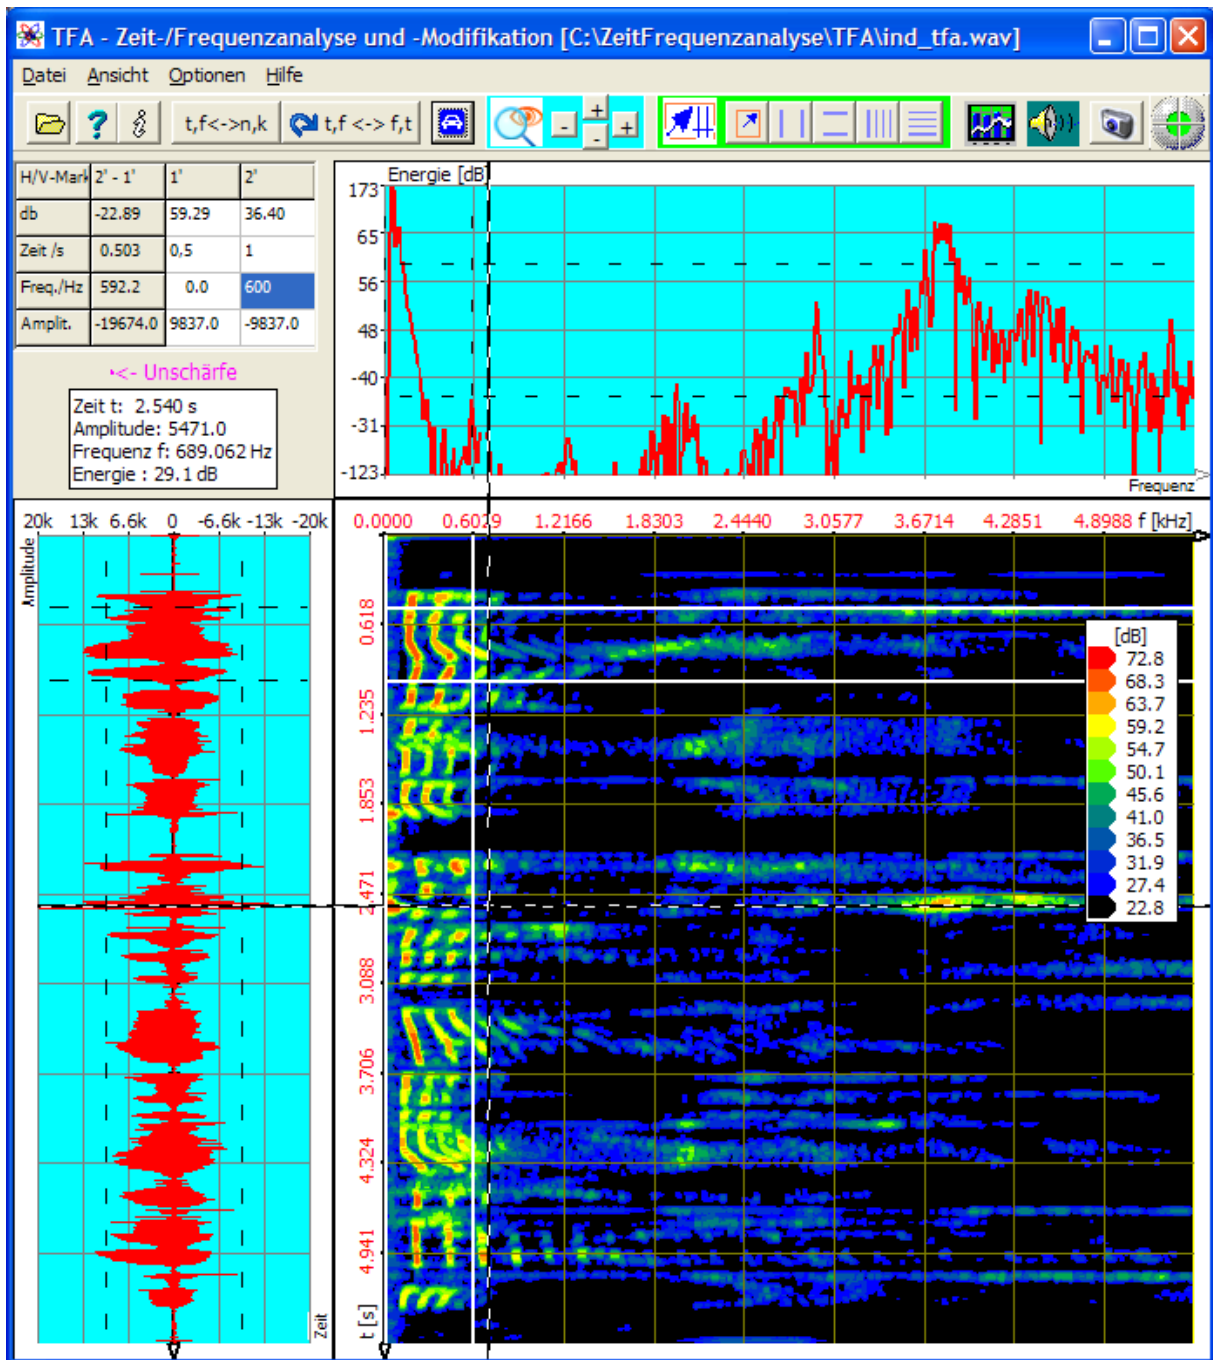 TFA - Zeit-/Frequenzanalyse und -Modifikation [C:\ZeitFrequenzanalyse\TFA\ind_tfa.wav]
Datei Ansicht Optionen Hilfe
t,f<->n,k t,f <-> f,t - + - +
H/V-Mark 2' - 1' 1' 2'
db -22.89 59.29 36.40
Zeit /s 0.503 0,5 1
Freq./Hz 592.2 0.0 600
Amplit. -19674.0 9837.0 -9837.0
<- Unschärfe
Zeit t: 2.540 s
Amplitude: 5471.0
Frequenz f: 689.062 Hz
Energie : 29.1 dB
Energie [dB]
173
65
56
48
-40
-31
-123
Frequenz
20k 13k 6.6k 0 -6.6k -13k -20k
Amplitude
Zeit
0.0000 0.6029 1.2166 1.8303 2.4440 3.0577 3.6714 4.2851 4.8988 f [kHz]
0.618
1.235
1.853
2.471
3.088
3.706
4.324
4.941
t [s]
[dB]
72.8
68.3
63.7
59.2
54.7
50.1
45.6
41.0
36.5
31.9
27.4
22.8